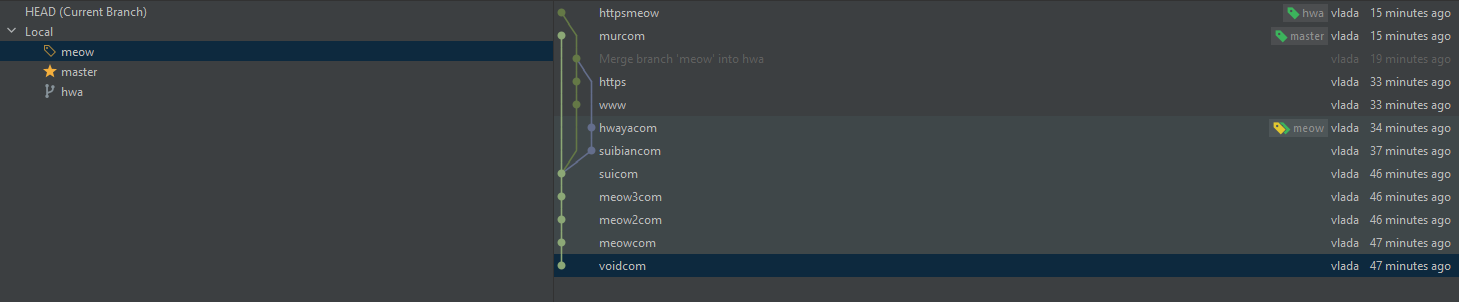 HEAD (Current Branch)
Local
meow
master
hwa
httpsmeow hwa vlada 15 minutes ago
murcom master vlada 15 minutes ago
Merge branch 'meow' into hwa vlada 19 minutes ago
https vlada 33 minutes ago
www vlada 33 minutes ago
hwayacom meow vlada 34 minutes ago
suibiancom vlada 37 minutes ago
suicom vlada 46 minutes ago
meow3com vlada 46 minutes ago
meow2com vlada 46 minutes ago
meowcom vlada 47 minutes ago
voidcom vlada 47 minutes ago